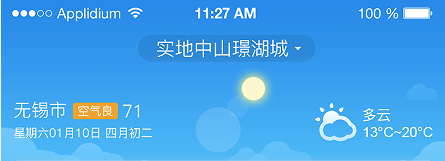 Applidium 11:27 AM 100 %
实地中山璟湖城
无锡市 空气良 71
多云
星期六01月10日 四月初二
13°C~20°C